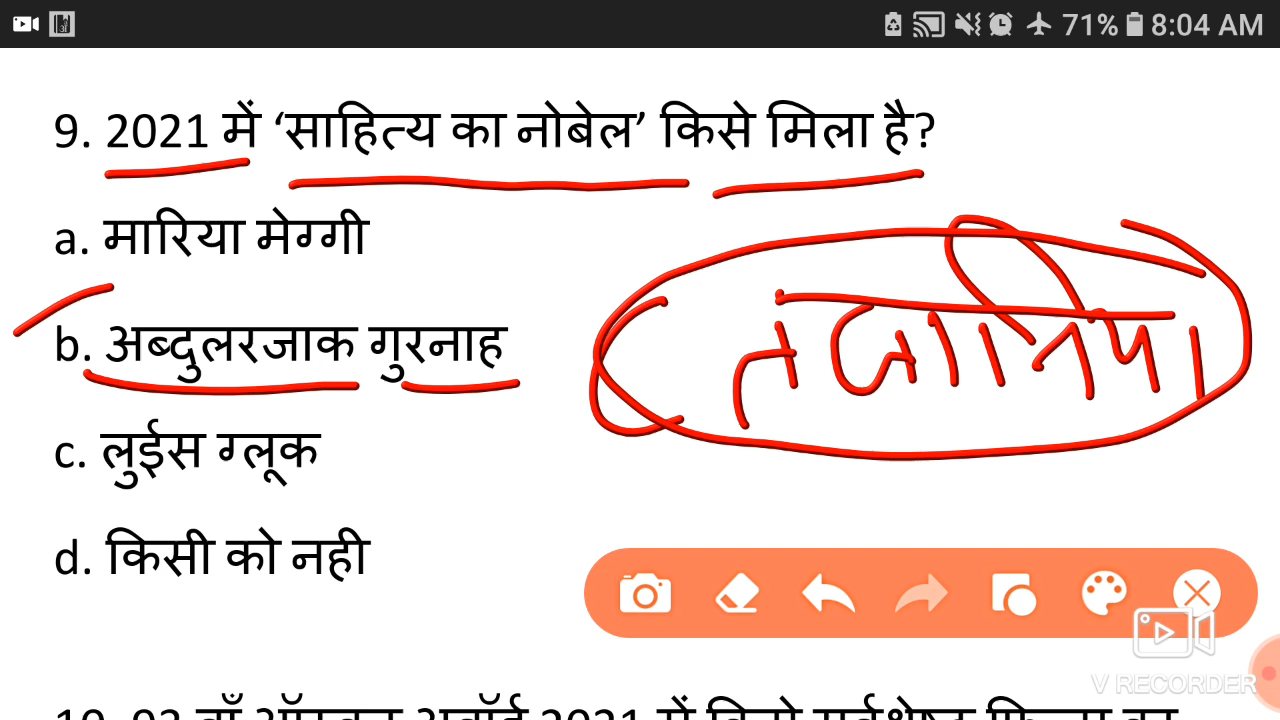 71% 8:04 AM
9. 2021 में ‘साहित्य का नोबेल’ किसे मिला है?
a. मारिया मेग्गी
b. अब्दुलरजाक गुरनाह
तंजानिया
c. लुईस ग्लूक
d. किसी को नही
V RECORDER